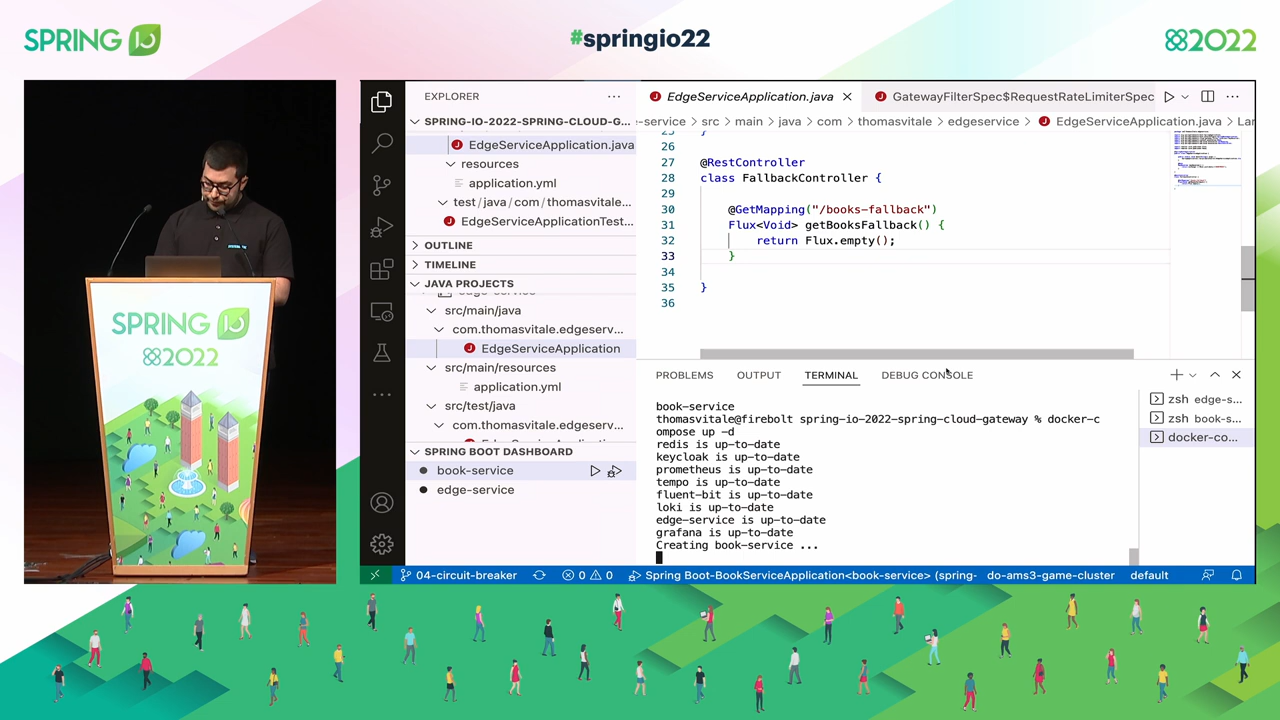 SPRING IO
#springio22
2022
SPRING IO
2022
EXPLORER
SPRING-IO-2022-SPRING-CLOUD-G...
EdgeServiceApplication.java
resources
application.yml
test/java/com/thomasvitale...
EdgeServiceApplicationTest...
OUTLINE
TIMELINE
JAVA PROJECTS
edge-service
src/main/java
com.thomasvitale.edgeserv...
EdgeServiceApplication
src/main/resources
application.yml
src/test/java
com.thomasvitale.edgeserv...
SPRING BOOT DASHBOARD
book-service
edge-service
EdgeServiceApplication.java
GatewayFilterSpec$RequestRateLimiterSpec
e-service > src > main > java > com > thomasvitale > edgeservice > EdgeServiceApplication.java > Lar
25 }
26
27 @RestController
28 class FallbackController {
29
30 @GetMapping("/books-fallback")
31 Flux<Void> getBooksFallback() {
32 return Flux.empty();
33 }
34
35 }
36
PROBLEMS OUTPUT TERMINAL DEBUG CONSOLE
book-service
thomasvitale@firebolt spring-io-2022-spring-cloud-gateway % docker-c
ompose up -d
redis is up-to-date
keycloak is up-to-date
prometheus is up-to-date
tempo is up-to-date
fluent-bit is up-to-date
loki is up-to-date
edge-service is up-to-date
grafana is up-to-date
Creating book-service ...
zsh edge-s...
zsh book-s...
docker-co...
04-circuit-breaker 0 0 Spring Boot-BookServiceApplication<book-service> (spring- do-ams3-game-cluster default